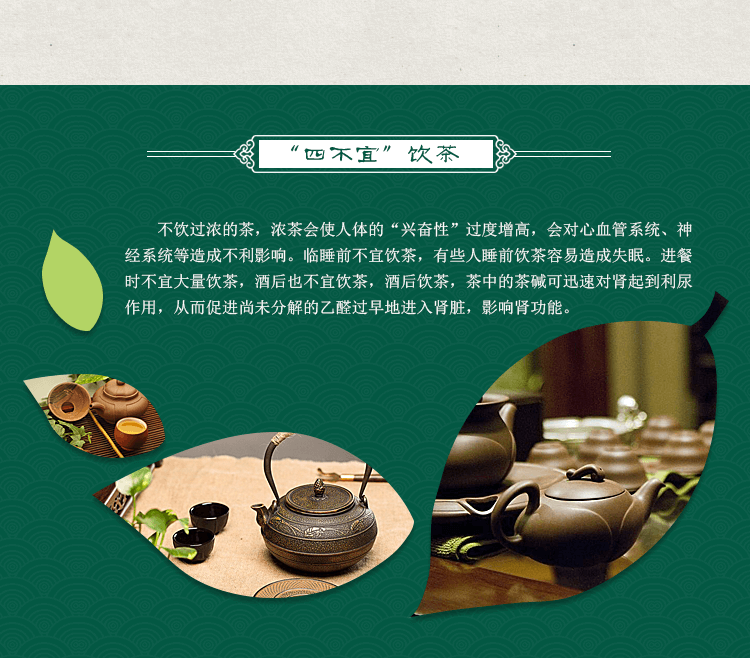 “四不宜”饮茶
不饮过浓的茶，浓茶会使人体的“兴奋性”过度增高，会对心血管系统、神
经系统等造成不利影响。临睡前不宜饮茶，有些人睡前饮茶容易造成失眠。进餐
时不宜大量饮茶，酒后也不宜饮茶，酒后饮茶，茶中的茶碱可迅速对肾起到利尿
作用，从而促进尚未分解的乙醛过早地进入肾脏，影响肾功能。